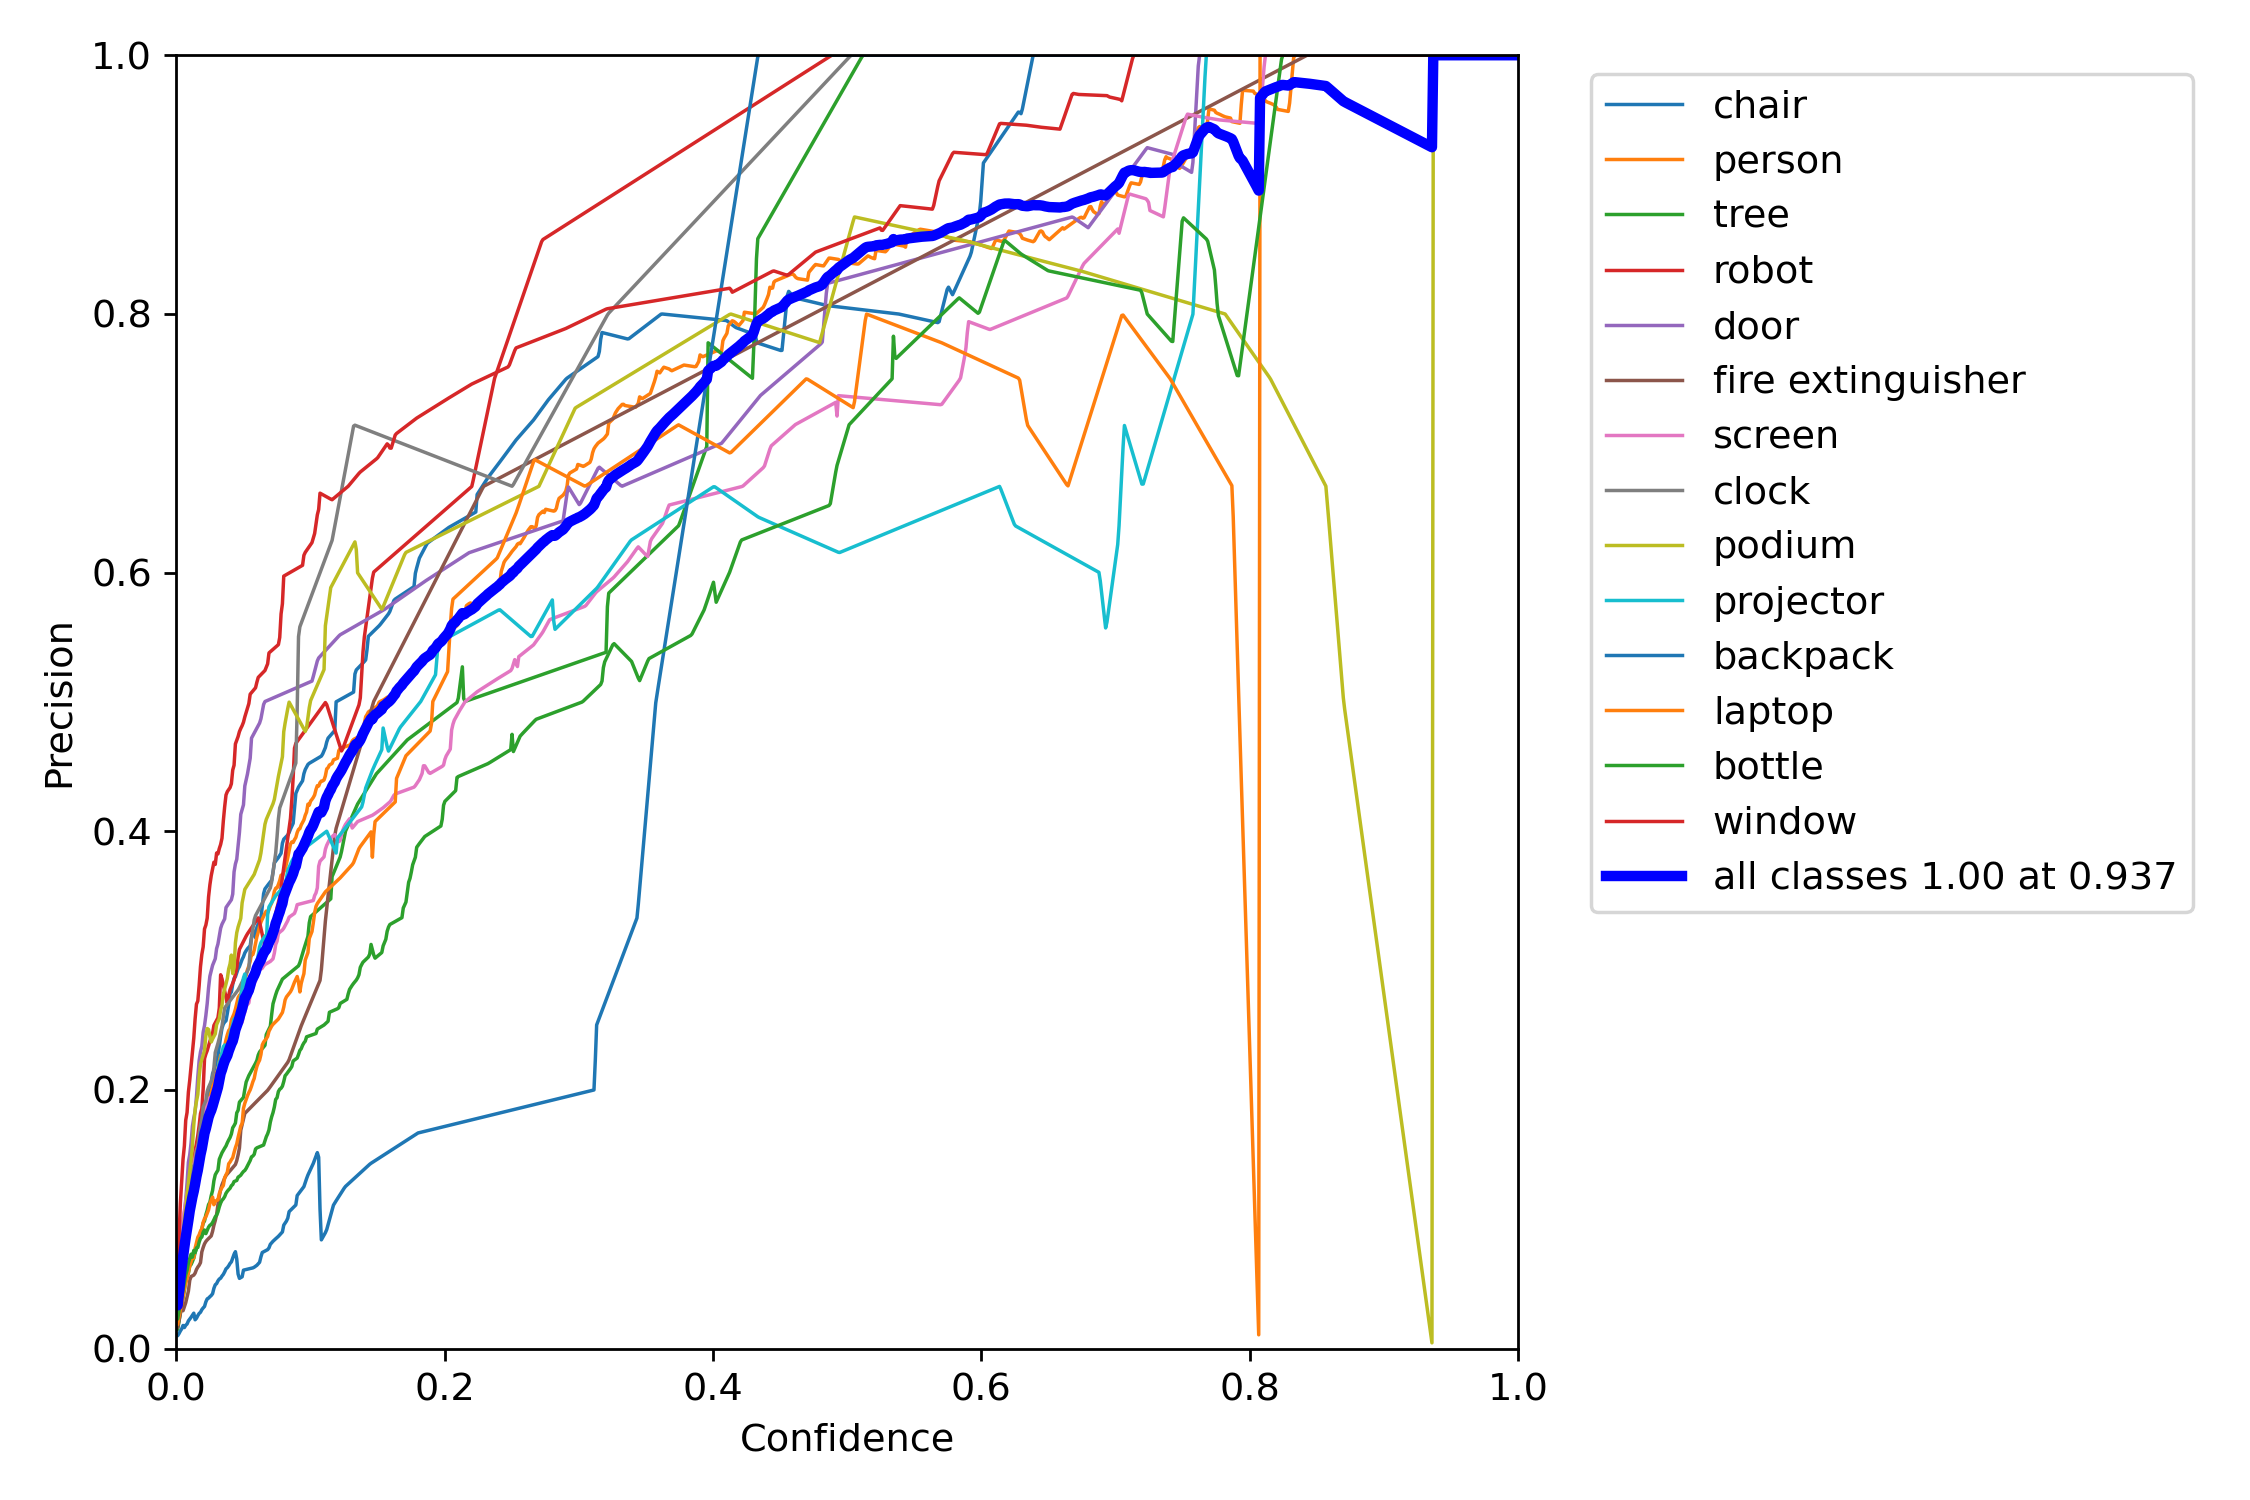 1.0
0.8
0.6
0.4
0.2
0.0
Precision
0.0 0.2 0.4 0.6 0.8 1.0
Confidence
chair
person
tree
robot
door
fire extinguisher
screen
clock
podium
projector
backpack
laptop
bottle
window
all classes 1.00 at 0.937